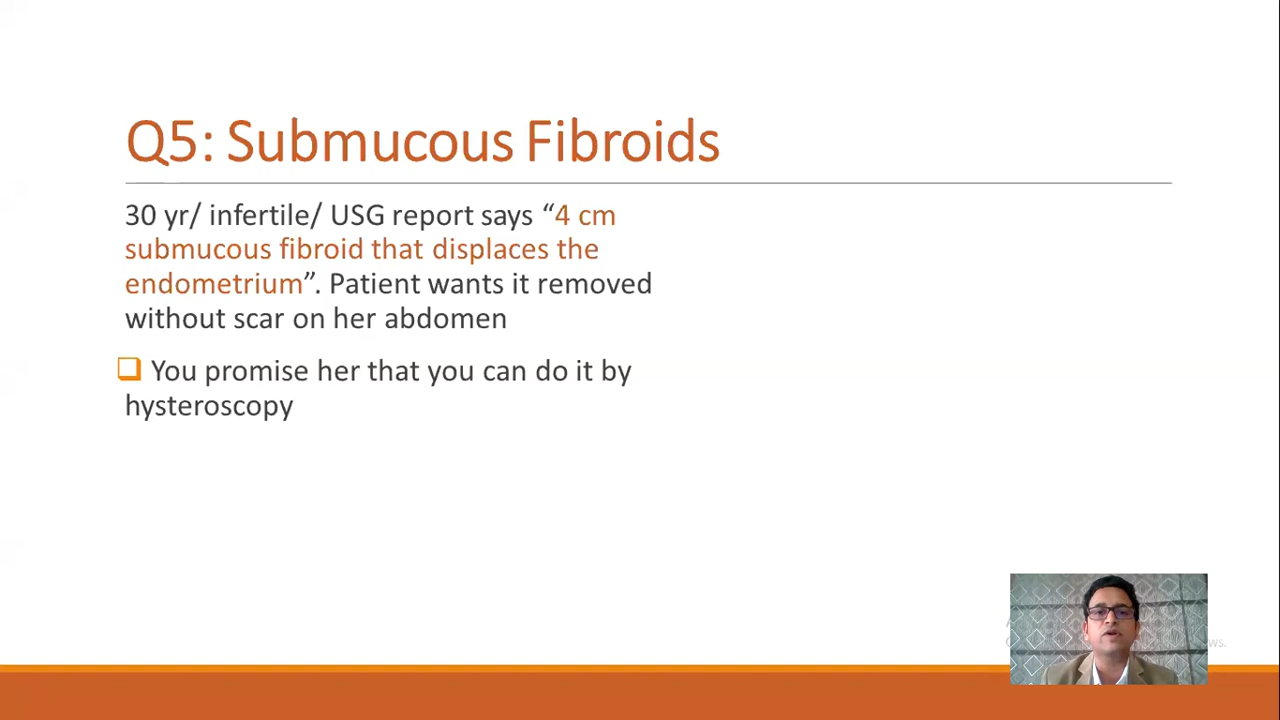 Q5: Submucous Fibroids
30 yr/ infertile/ USG report says “4 cm
submucous fibroid that displaces the
endometrium”. Patient wants it removed
without scar on her abdomen
❑ You promise her that you can do it by
hysteroscopy